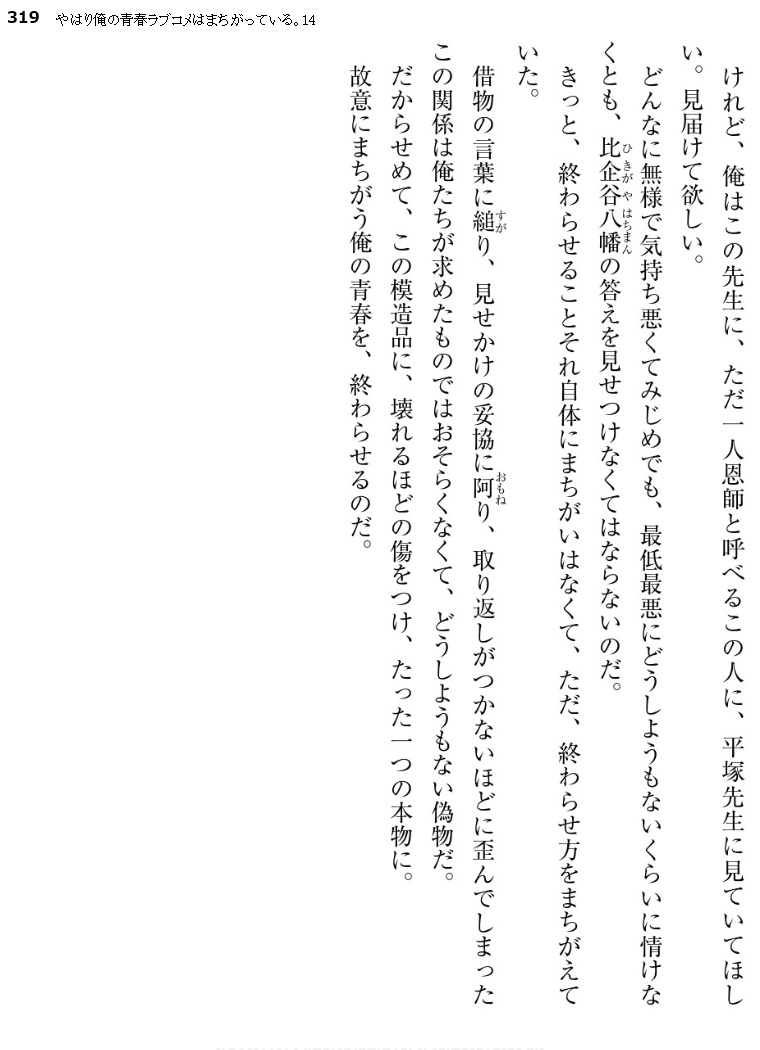 319 やはり俺の青春ラブコメはまちがっている。14
けれど、俺はこの先生に、ただ一人恩師と呼べるこの人に、平塚先生に見ていてほし
い。見届けて欲しい。
どんなに無様で気持ち悪くてみじめでも、最低最悪にどうしようもないくらいに情けな
くとも、比企谷八幡の答えを見せつけなくてはならないのだ。
きっと、終わらせることそれ自体にまちがいはなくて、ただ、終わらせ方をまちがえて
いた。
借物の言葉に縋り、見せかけの妥協に阿り、取り返しがつかないほどに歪んでしまった
この関係は俺たちが求めたものではおそらくなくて、どうしようもない偽物だ。
だからせめて、この模造品に、壊れるほどの傷をつけ、たった一つの本物に。
故意にまちがう俺の青春を、終わらせるのだ。